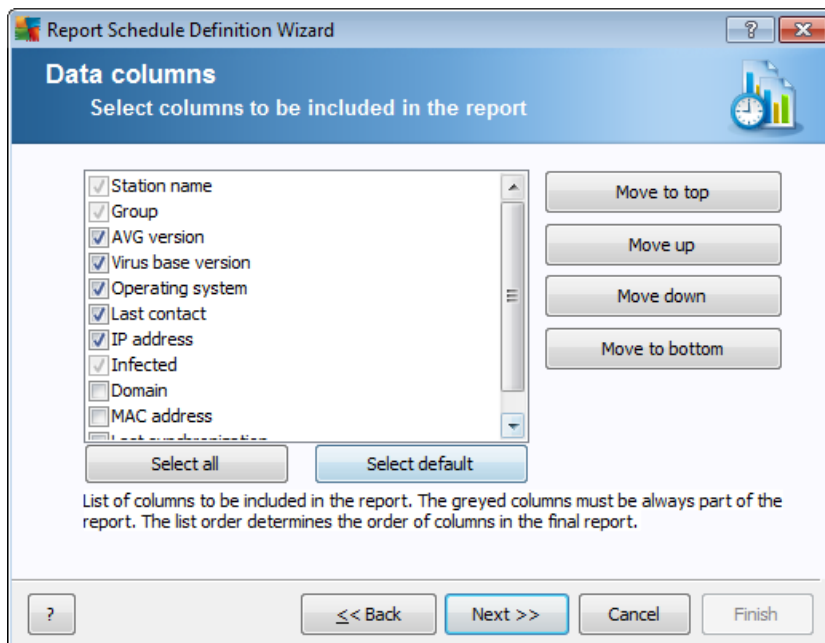 Report Schedule Definition Wizard
?
Data columns
Select columns to be included in the report
Station name
Group
AVG version
Virus base version
Operating system
Last contact
IP address
Infected
Domain
MAC address
Last synchronization
Move to top
Move up
Move down
Move to bottom
Select all
Select default
List of columns to be included in the report. The greyed columns must be always part of the
report. The list order determines the order of columns in the final report.
?
<< Back
Next >>
Cancel
Finish